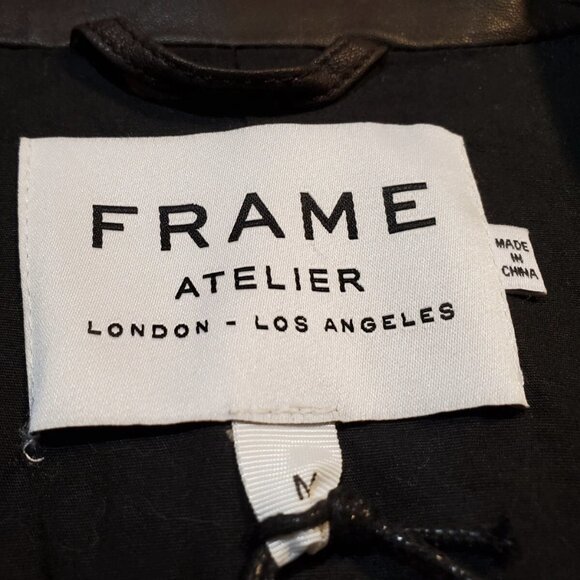 FRAME
ATELIER
LONDON - LOS ANGELES
MADE
IN
CHINA
M